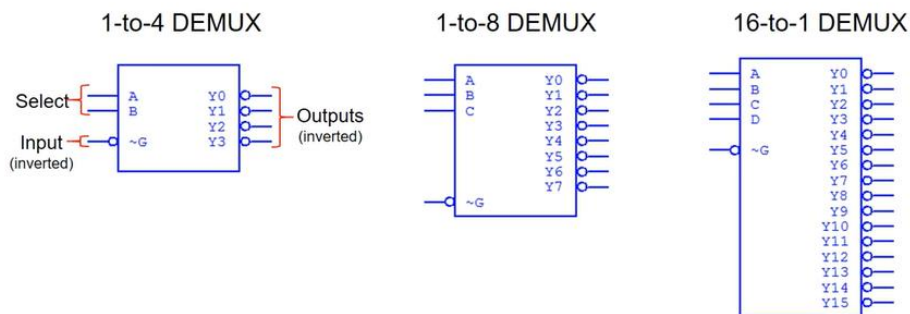 1-to-4 DEMUX
Select
Input
(inverted)
A
B
~G
Y0
Y1
Y2
Y3
Outputs
(inverted)
1-to-8 DEMUX
A
B
C
~G
Y0
Y1
Y2
Y3
Y4
Y5
Y6
Y7
16-to-1 DEMUX
A
B
C
D
~G
Y0
Y1
Y2
Y3
Y4
Y5
Y6
Y7
Y8
Y9
Y10
Y11
Y12
Y13
Y14
Y15